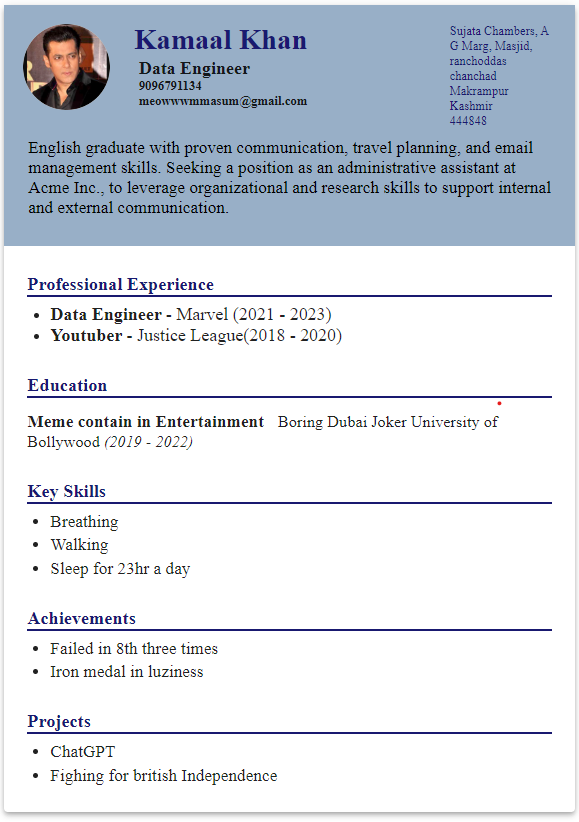 Kamaal Khan
Data Engineer
9096791134
meowwwmmasum@gmail.com
Sujata Chambers, A
G Marg, Masjid,
ranchoddas
chanchad
Makrampur
Kashmir
444848
English graduate with proven communication, travel planning, and email
management skills. Seeking a position as an administrative assistant at
Acme Inc., to leverage organizational and research skills to support internal
and external communication.
Professional Experience
• Data Engineer - Marvel (2021 - 2023)
• Youtuber - Justice League(2018 - 2020)
Education
Meme contain in Entertainment Boring Dubai Joker University of
Bollywood (2019 - 2022)
Key Skills
• Breathing
• Walking
• Sleep for 23hr a day
Achievements
• Failed in 8th three times
• Iron medal in luziness
Projects
• ChatGPT
• Fighing for british Independence